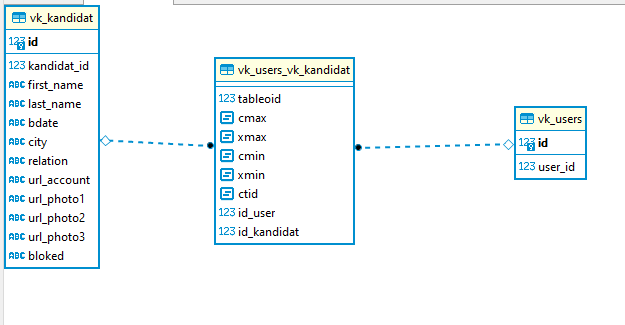 vk_kandidat
123 id
123 kandidat_id
ABC first_name
ABC last_name
ABC bdate
ABC city
ABC relation
ABC url_account
ABC url_photo1
ABC url_photo2
ABC url_photo3
ABC bloked
vk_users_vk_kandidat
123 tableoid
cmax
xmax
cmin
xmin
ctid
123 id_user
123 id_kandidat
vk_users
123 id
123 user_id